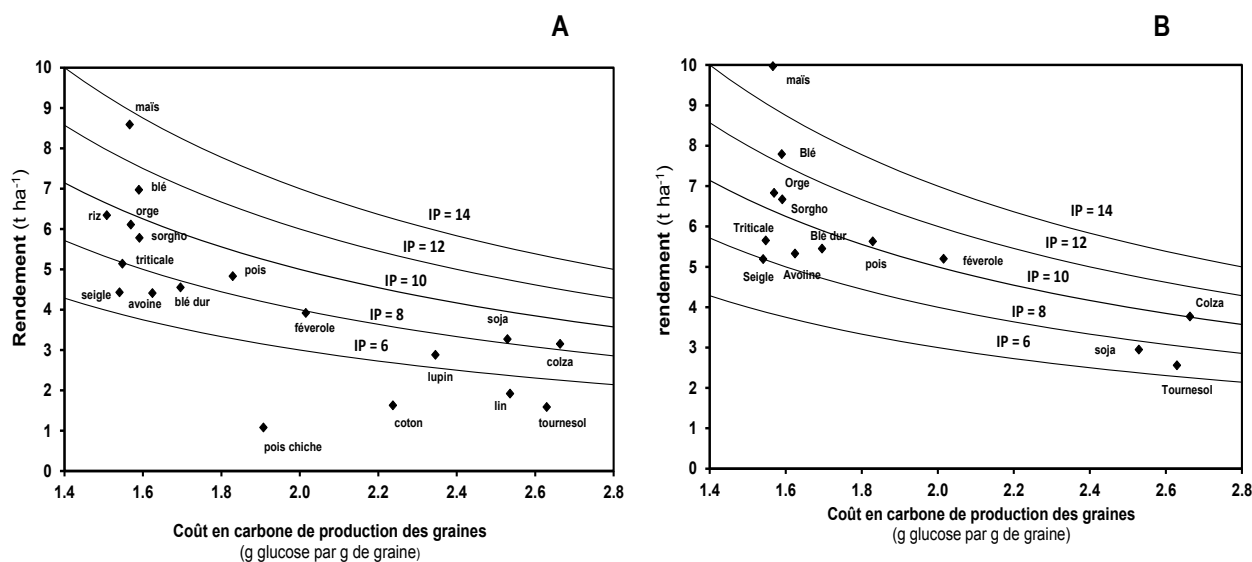 A
10
9
8
7
6
5
4
3
2
1
0
Rendement (t ha⁻¹)
maïs
blé
riz
orge
sorgho
triticale
pois
seigle
avoine
blé dur
féverole
soja
colza
lupin
lin
coton
tournesol
pois chiche
IP = 14
IP = 12
IP = 10
IP = 8
IP = 6
1.4 1.6 1.8 2.0 2.2 2.4 2.6 2.8
Coût en carbone de production des graines
(g glucose par g de graine)
B
10
9
8
7
6
5
4
3
2
1
0
rendement (t ha⁻¹)
maïs
Blé
Orge
Sorgho
Triticale
Blé dur
Seigle
Avoline
pois
féverole
Colza
soja
Tournesol
IP = 14
IP = 12
IP = 10
IP = 8
IP = 6
1.4 1.6 1.8 2.0 2.2 2.4 2.6 2.8
Coût en carbone de production des graines
(g glucose par g de graine)